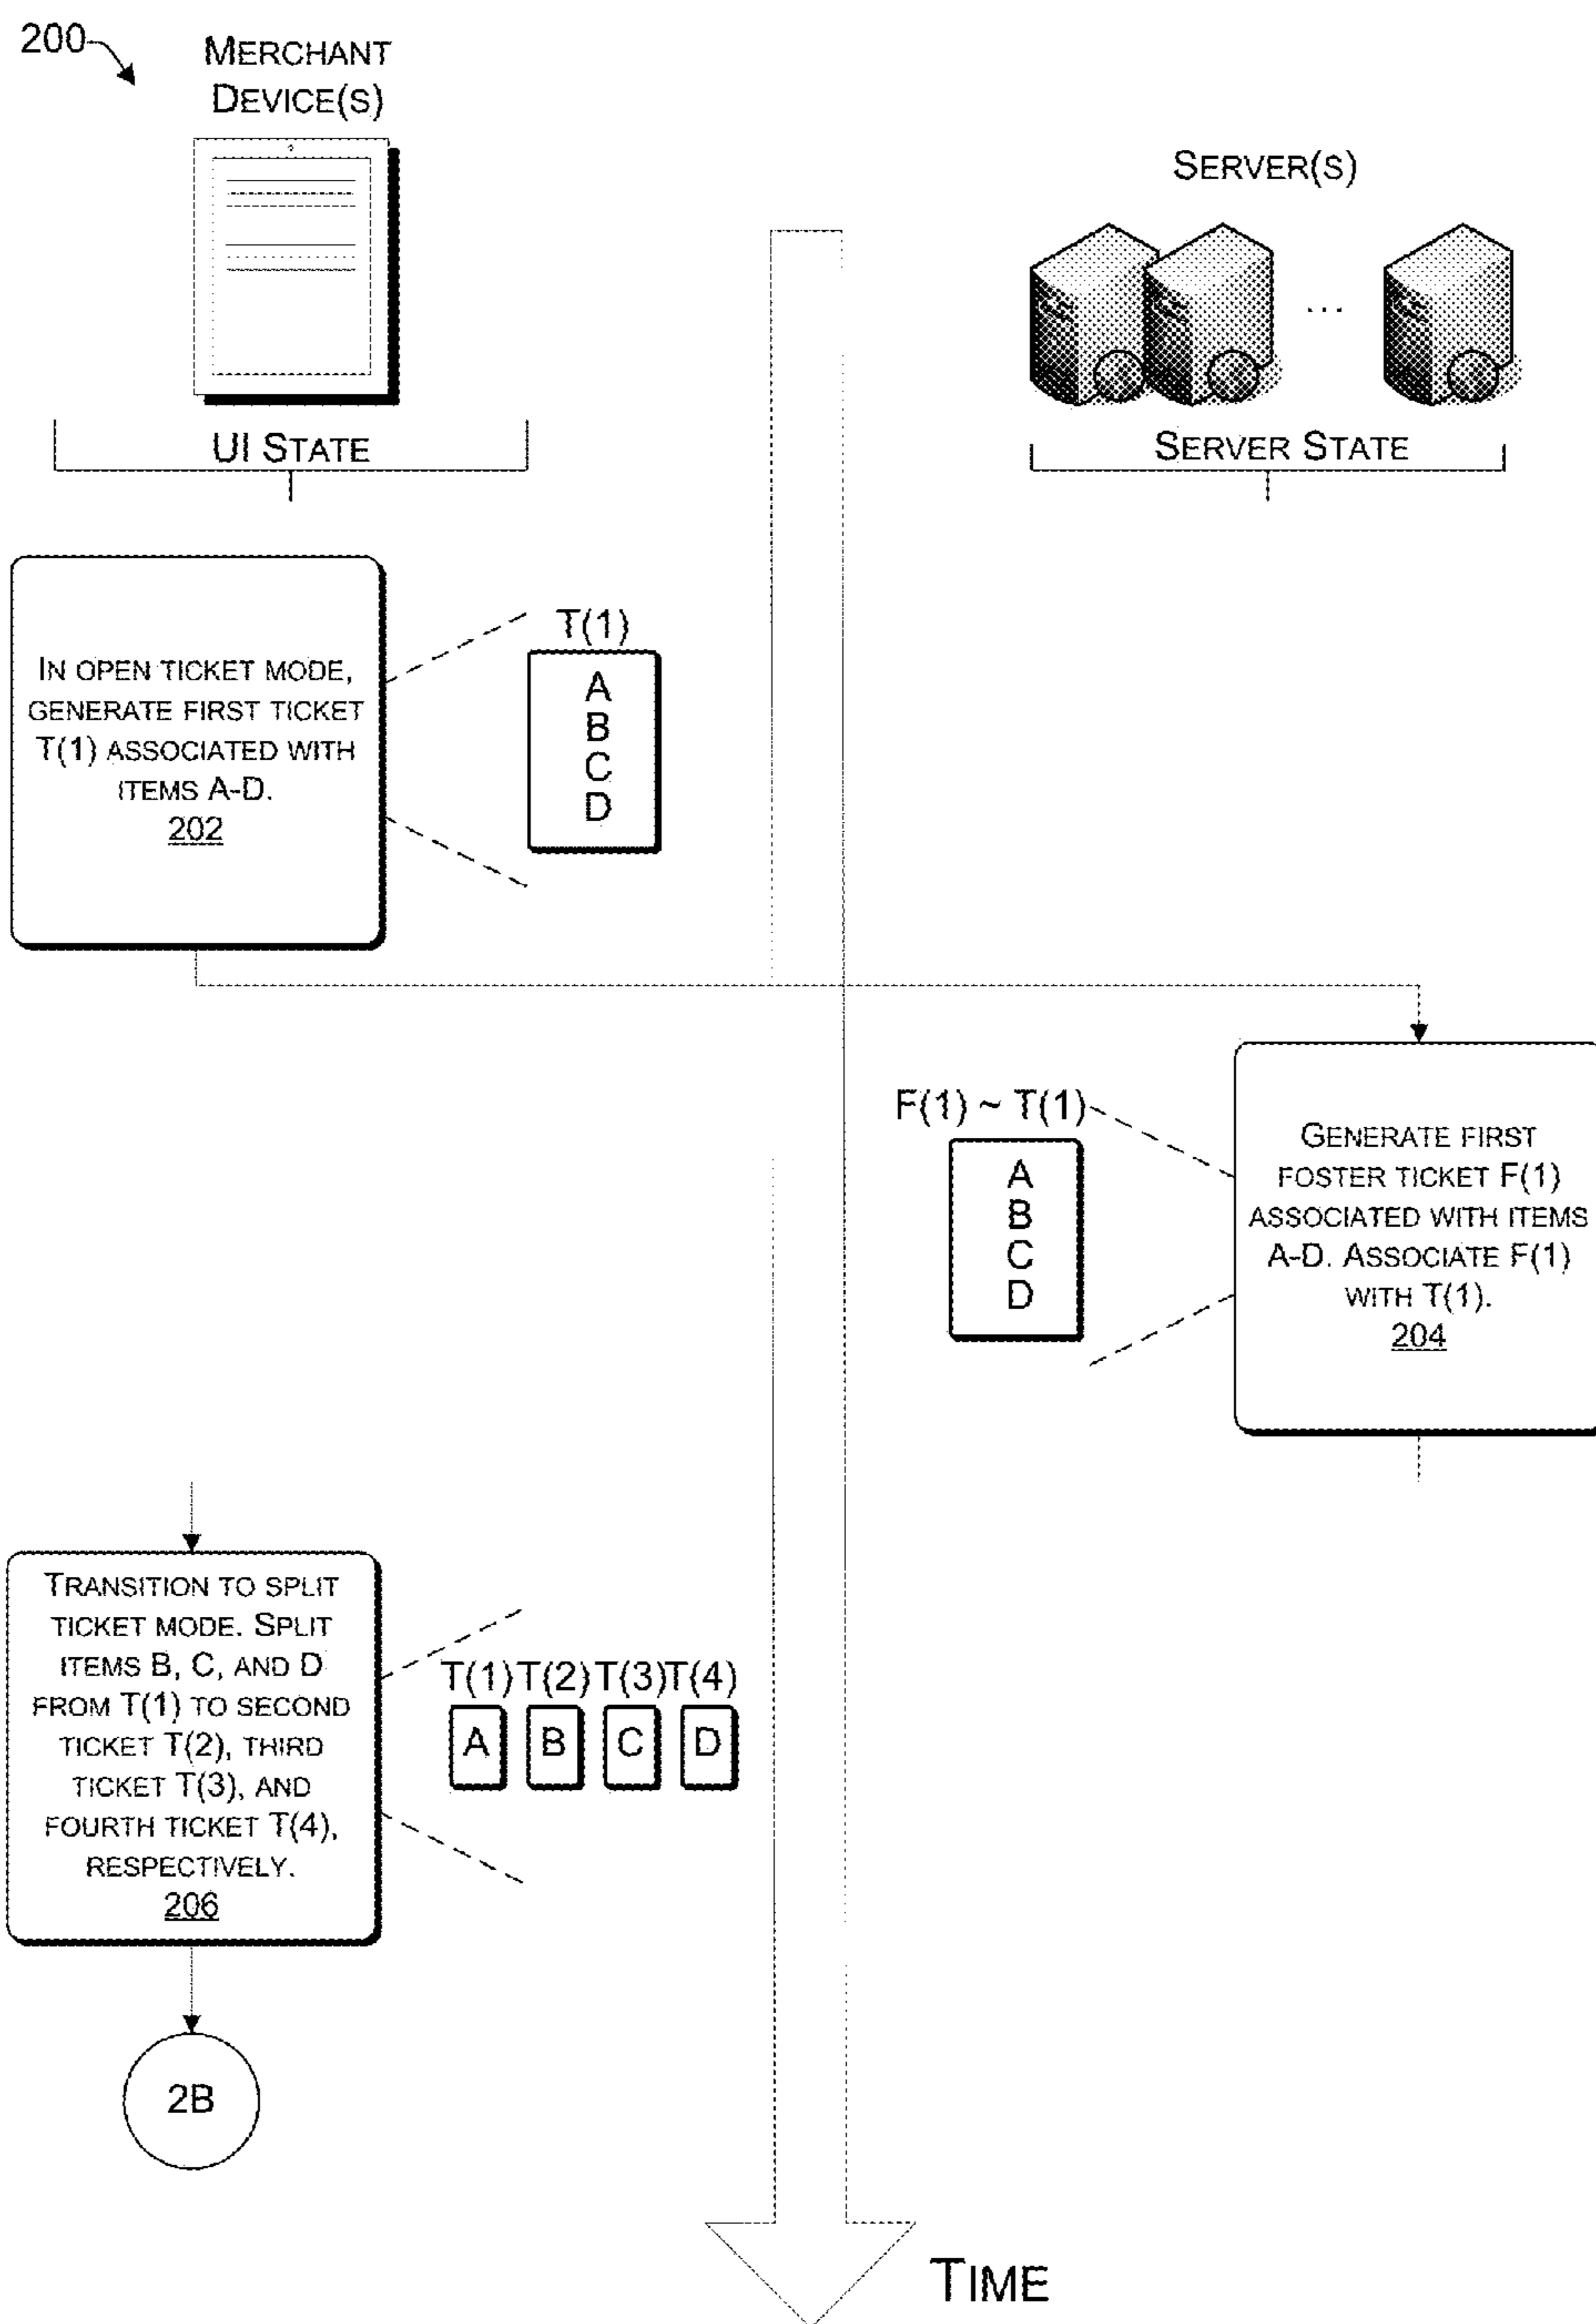 200
MERCHANT
DEVICE(S)
SERVER(S)
UI STATE
SERVER STATE
IN OPEN TICKET MODE,
GENERATE FIRST TICKET
T(1) ASSOCIATED WITH
ITEMS A-D.
202
T(1)
A
B
C
D
F(1) ~ T(1)
A
B
C
D
GENERATE FIRST
FOSTER TICKET F(1)
ASSOCIATED WITH ITEMS
A-D. ASSOCIATE F(1)
WITH T(1).
204
TRANSITION TO SPLIT
TICKET MODE. SPLIT
ITEMS B, C, AND D
FROM T(1) TO SECOND
TICKET T(2), THIRD
TICKET T(3), AND
FOURTH TICKET T(4),
RESPECTIVELY.
206
T(1) T(2) T(3) T(4)
A B C D
2B
TIME